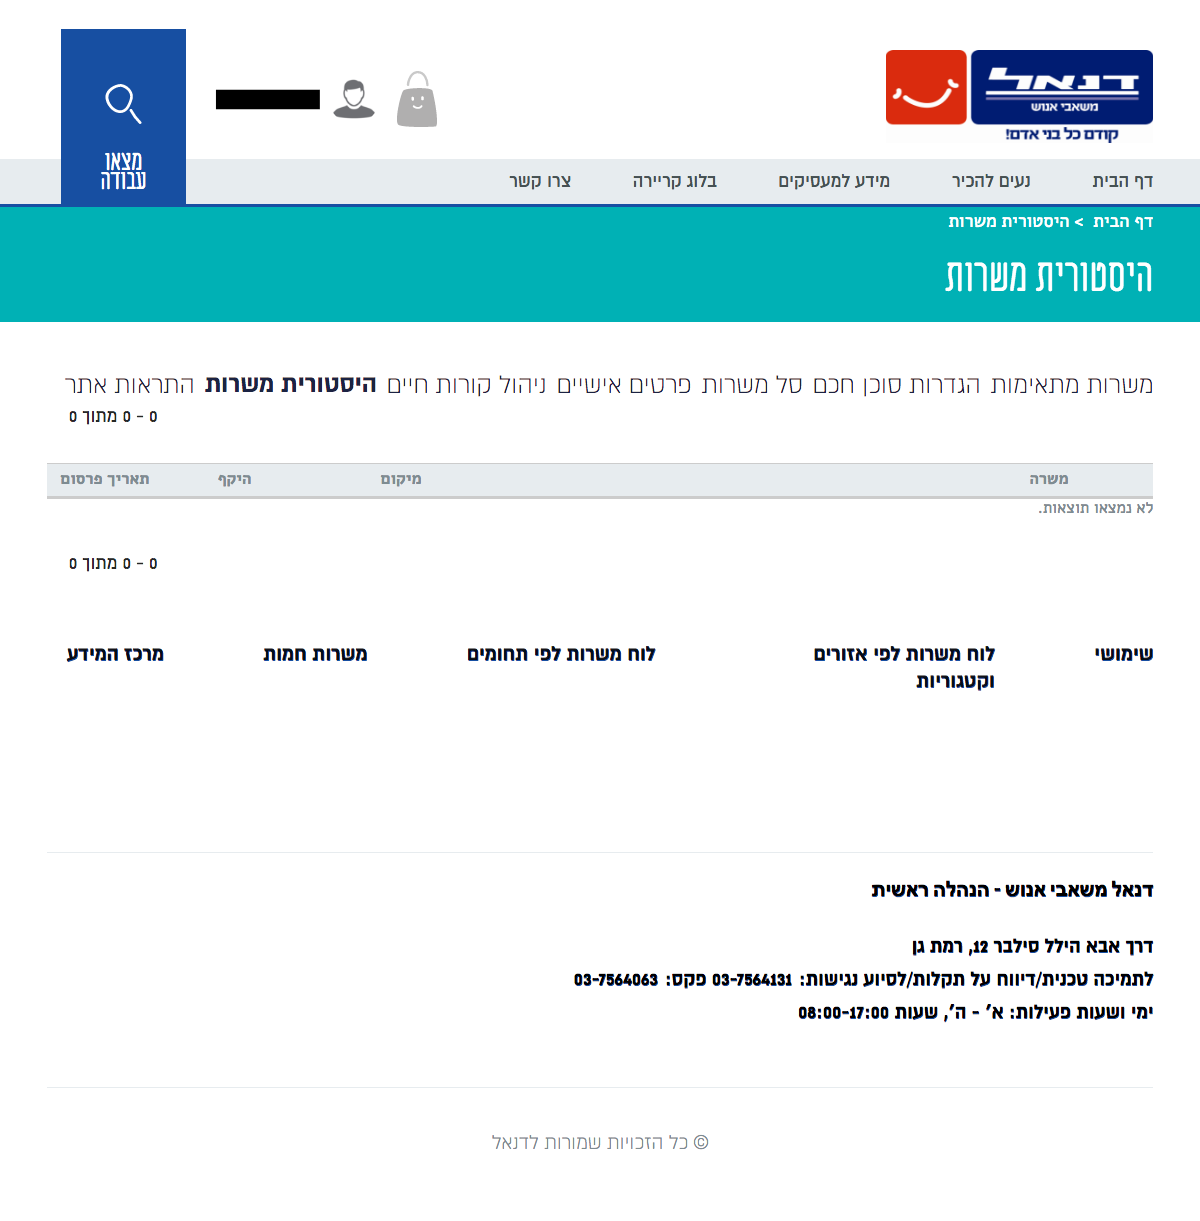 דנאל
משאבי אנוש
קודם כל בני אדם!
מצאו
עבודה
דף הבית
נעים להכיר
מידע למעסיקים
בלוג קריירה
צרו קשר
דף הבית > היסטורית משרות
היסטורית משרות
משרות מתאימות הגדרות סוכן חכם סל משרות פרטים אישיים ניהול קורות חיים היסטורית משרות התראות אתר
0 - 0 מתוך 0
משרה מיקום היקף תאריך פרסום
לא נמצאו תוצאות.
0 - 0 מתוך 0
שימושי
לוח משרות לפי אזורים
וקטגוריות
לוח משרות לפי תחומים
משרות חמות
מרכז המידע
דנאל משאבי אנוש - הנהלה ראשית
דרך אבא הילל סילבר 12, רמת גן
לתמיכה טכנית/דיווח על תקלות/לסיוע נגישות: 03-7564131 פקס: 03-7564063
ימי ושעות פעילות: א' - ה', שעות 08:00-17:00
© כל הזכויות שמורות לדנאל